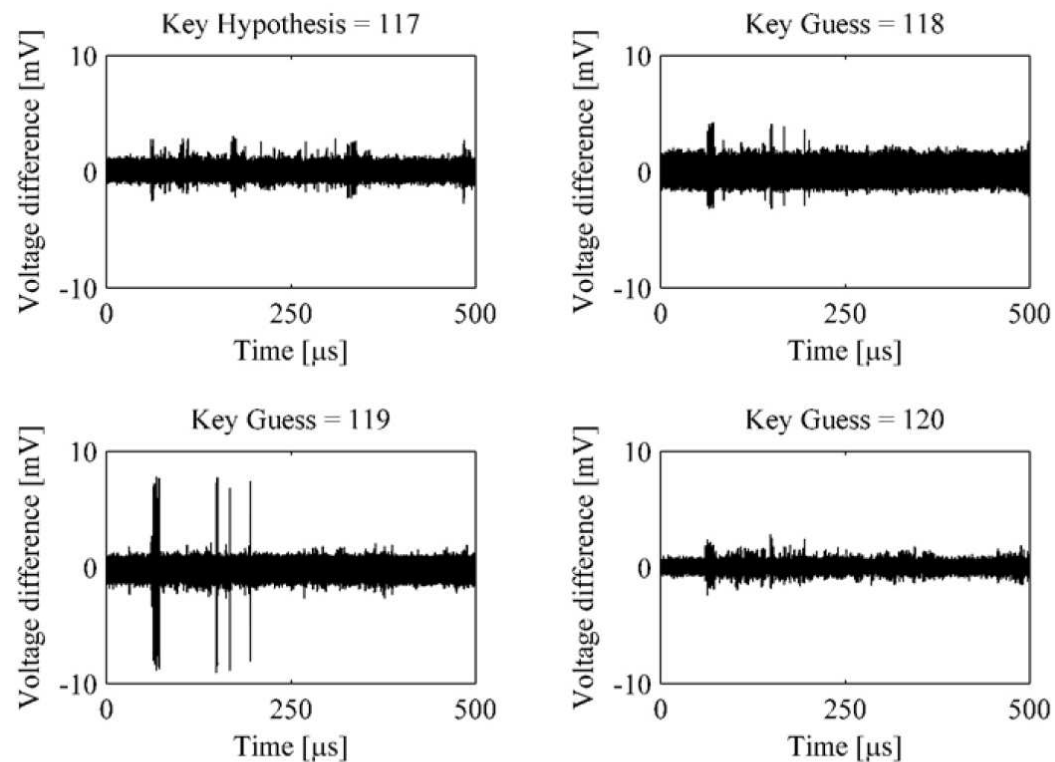 Key Hypothesis = 117
10
0
-10
Voltage difference [mV]
0 250 500
Time [μs]
Key Guess = 118
10
0
-10
Voltage difference [mV]
0 250 500
Time [μs]
Key Guess = 119
10
0
-10
Voltage difference [mV]
0 250 500
Time [μs]
Key Guess = 120
10
0
-10
Voltage difference [mV]
0 250 500
Time [μs]